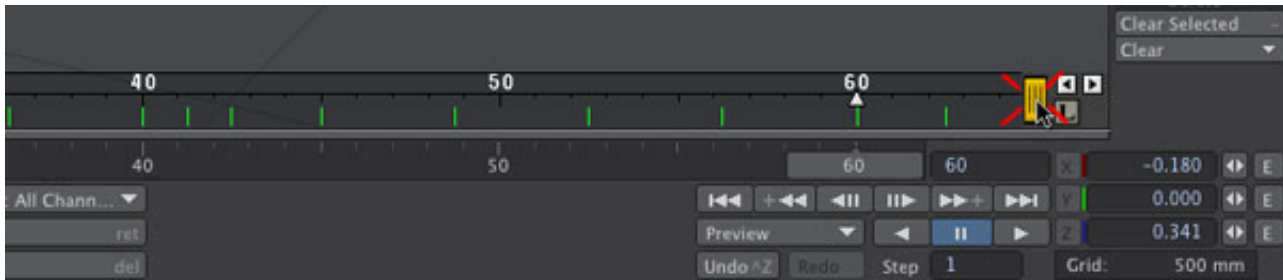 Clear Selected
Clear
40 50 60
L
40 50 60 60 X -0.180 E
All Chann... Y 0.000 E
ret Preview Z 0.341 E
del Undo ^Z Redo Step 1 Grid: 500 mm